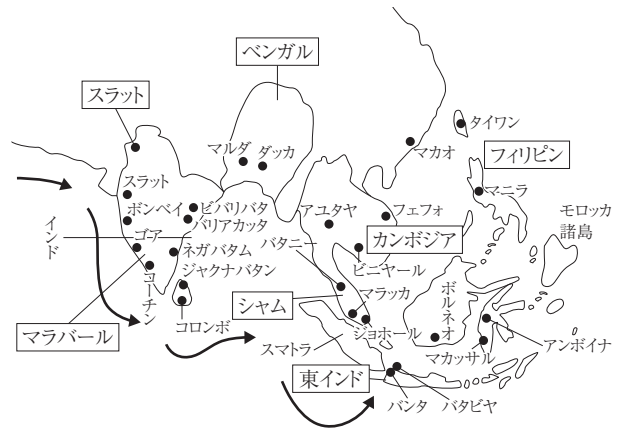 ベンガル
スラット
マルダ
ダッカ
タイワン
マカオ
フィリピン
スラット
ボンベイ
ビパリパタ
バリアカッタ
アユタヤ
フェフォ
マニラ
モロッカ
諸島
インド
ゴア
ネガバタム
ジャクナバタン
バタニー
カンボジア
ビニヤール
コーチン
マラバール
コロンボ
シャム
マラッカ
ジョホール
ボルネオ
スマトラ
マカッサル
アンボイナ
東インド
バンタ
バタビヤ